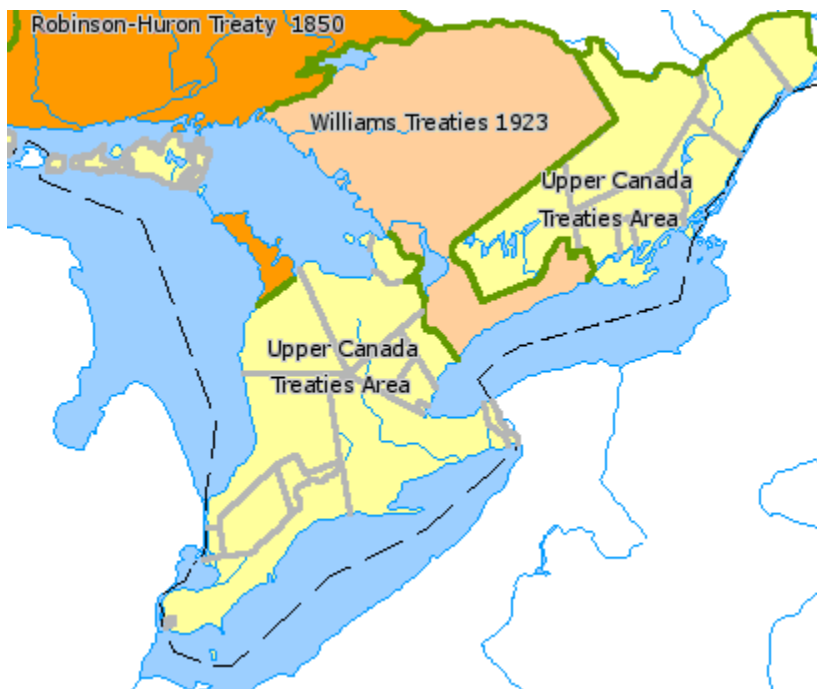 Robinson-Huron Treaty 1850
Williams Treaties 1923
Upper Canada
Treaties Area
Upper Canada
Treaties Area